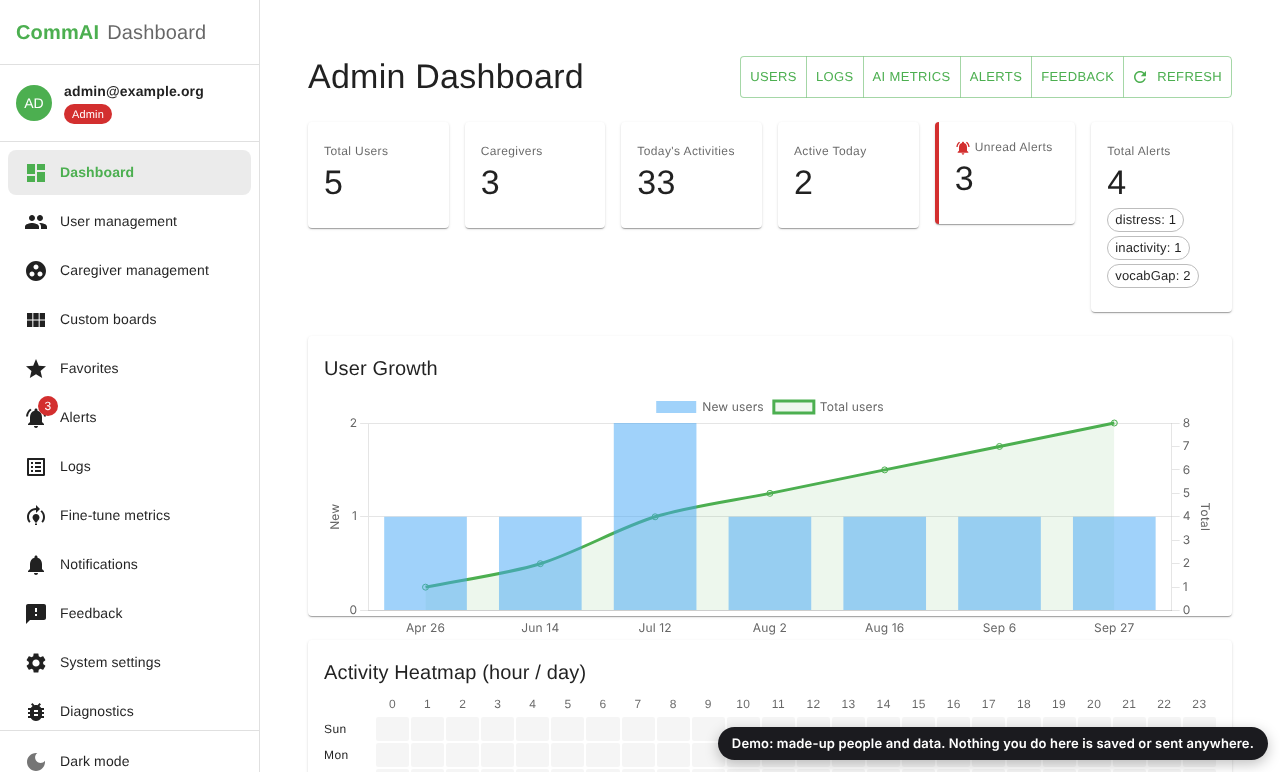 CommAI Dashboard
AD
admin@example.org
Admin
Dashboard
User management
Caregiver management
Custom boards
Favorites
3
Alerts
Logs
Fine-tune metrics
Notifications
Feedback
System settings
Diagnostics
Dark mode
Admin Dashboard
USERS LOGS AI METRICS ALERTS FEEDBACK REFRESH
Total Users
5
Caregivers
3
Today's Activities
33
Active Today
2
Unread Alerts
3
Total Alerts
4
distress: 1
inactivity: 1
vocabGap: 2
User Growth
New users Total users
New
2
1
0
8
7
6
5
4
3
2
1
0
Total
Apr 26 Jun 14 Jul 12 Aug 2 Aug 16 Sep 6 Sep 27
Activity Heatmap (hour / day)
0 1 2 3 4 5 6 7 8 9 10 11 12 13 14 15 16 17 18 19 20 21 22 23
Sun
Mon
Demo: made-up people and data. Nothing you do here is saved or sent anywhere.